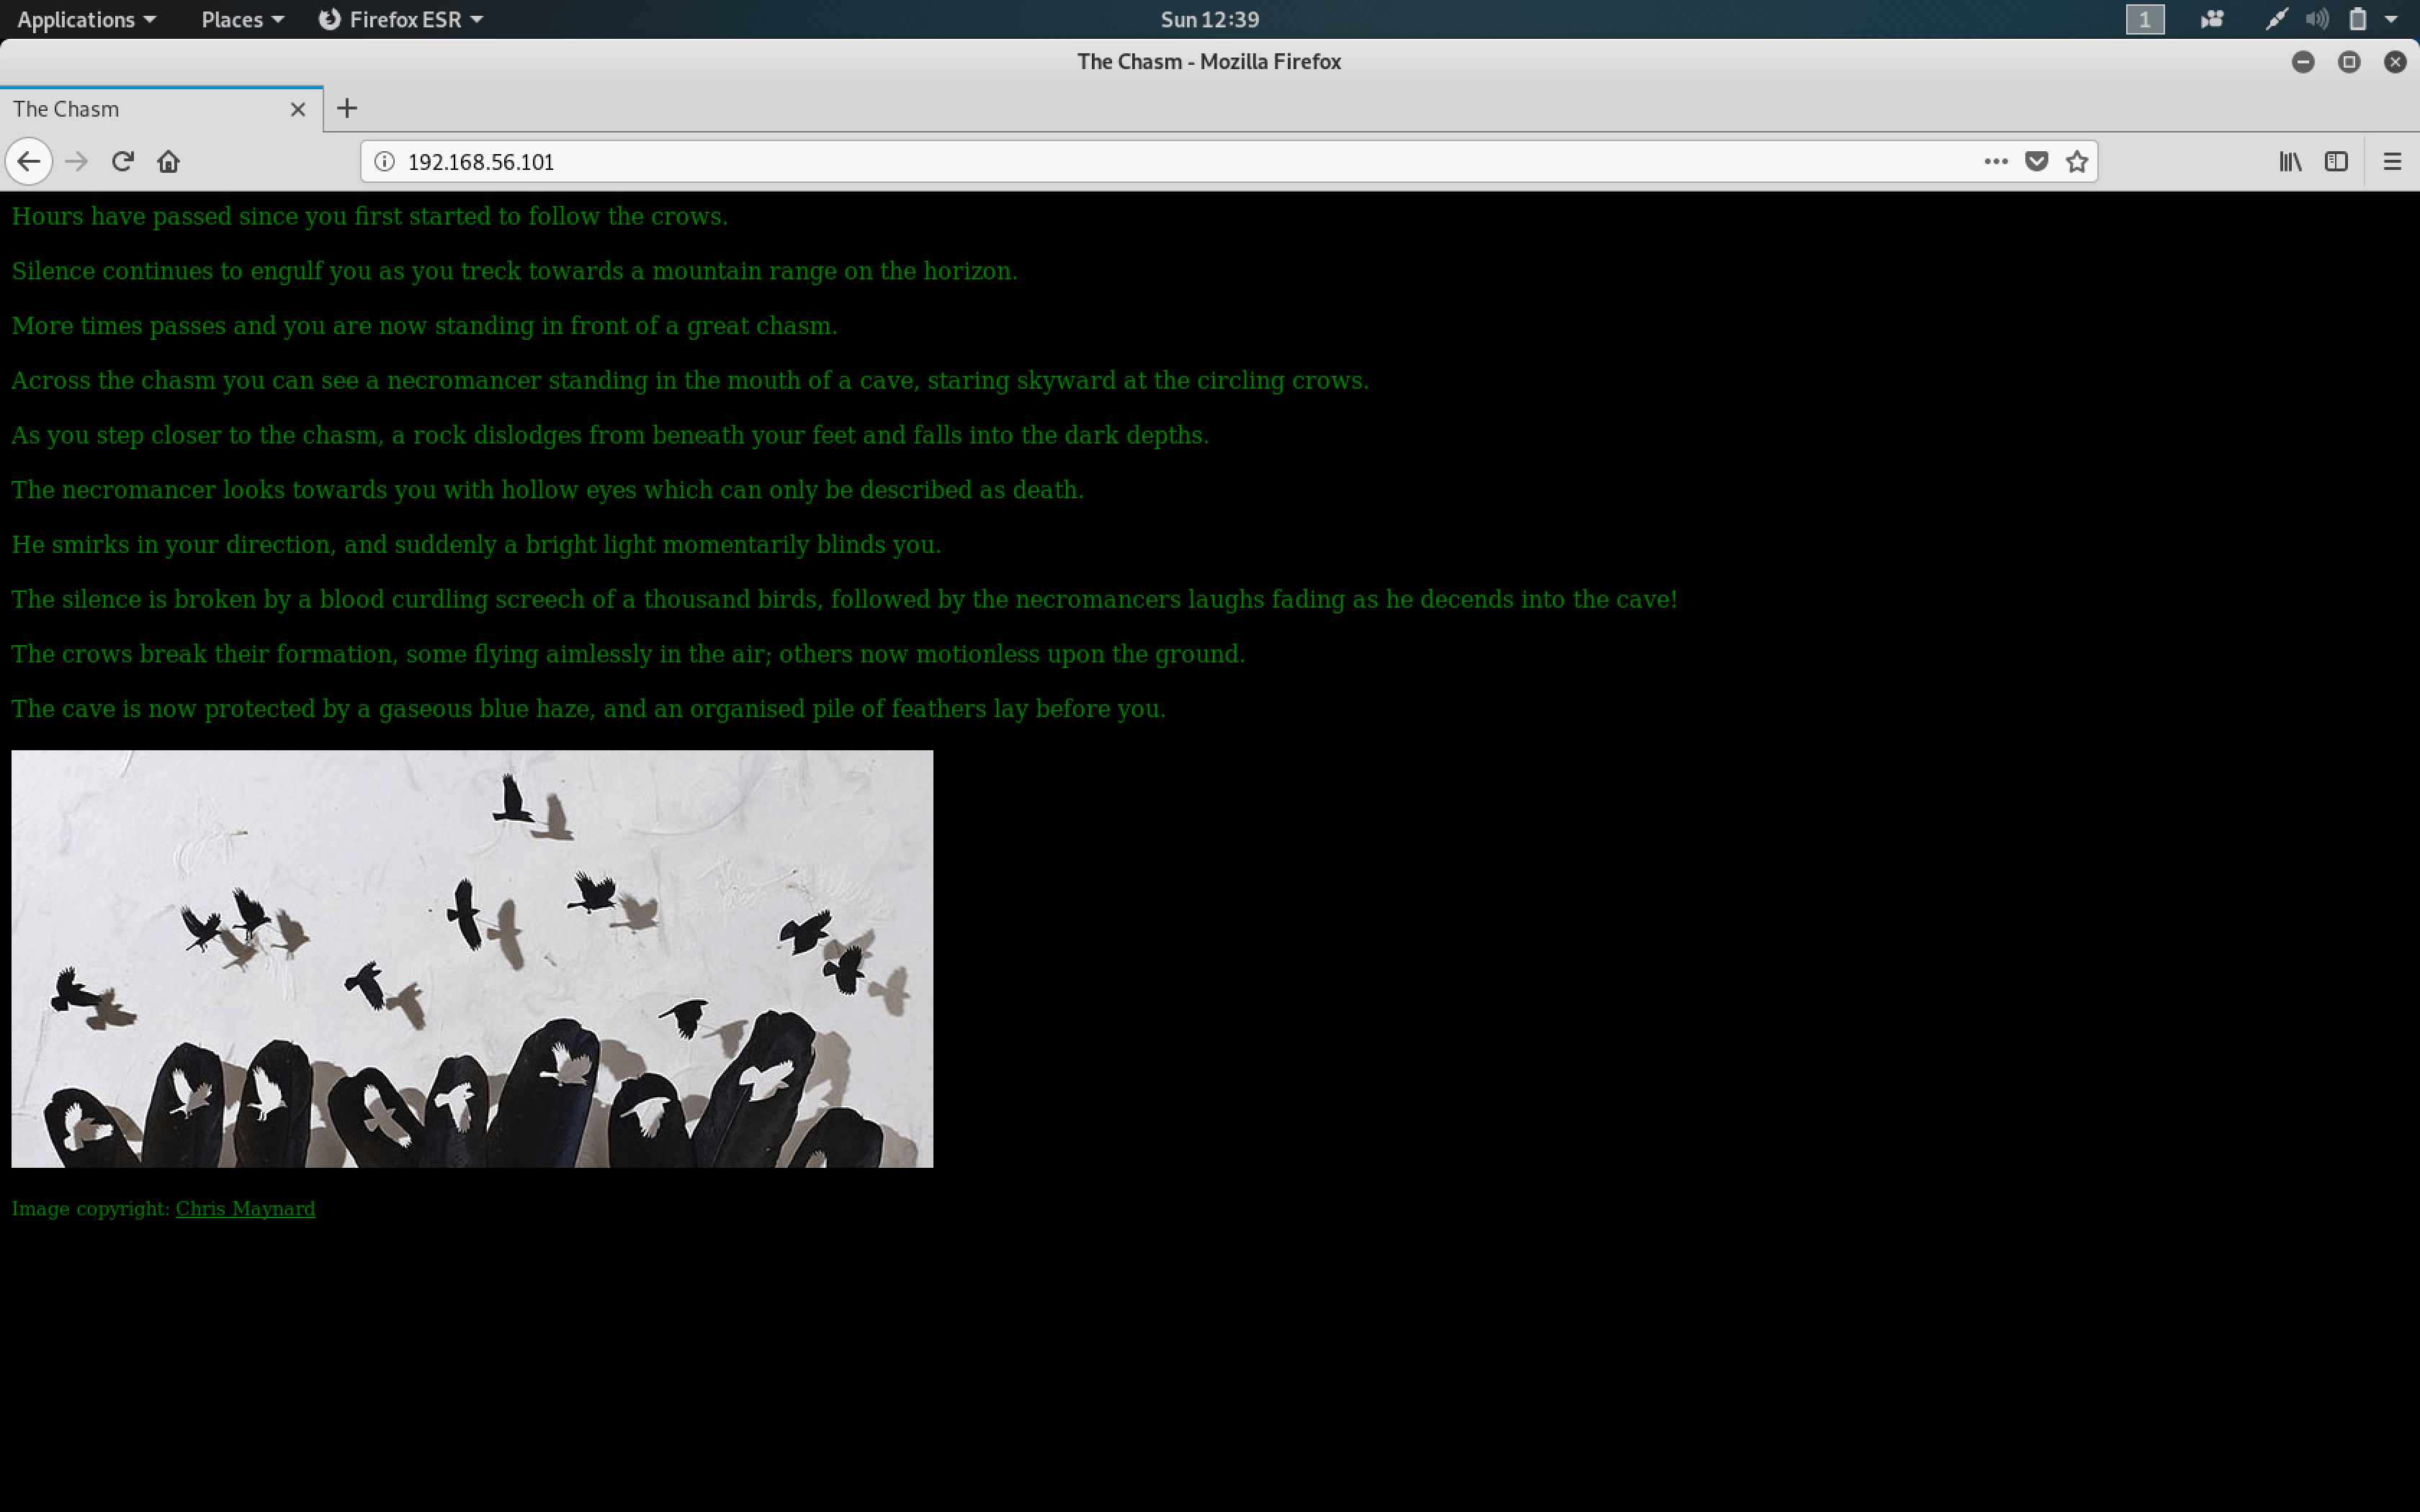 Applications Places Firefox ESR Sun 12:39 1
The Chasm - Mozilla Firefox
The Chasm
192.168.56.101
Hours have passed since you first started to follow the crows.
Silence continues to engulf you as you treck towards a mountain range on the horizon.
More times passes and you are now standing in front of a great chasm.
Across the chasm you can see a necromancer standing in the mouth of a cave, staring skyward at the circling crows.
As you step closer to the chasm, a rock dislodges from beneath your feet and falls into the dark depths.
The necromancer looks towards you with hollow eyes which can only be described as death.
He smirks in your direction, and suddenly a bright light momentarily blinds you.
The silence is broken by a blood curdling screech of a thousand birds, followed by the necromancers laughs fading as he decends into the cave!
The crows break their formation, some flying aimlessly in the air; others now motionless upon the ground.
The cave is now protected by a gaseous blue haze, and an organised pile of feathers lay before you.
Image copyright: Chris Maynard